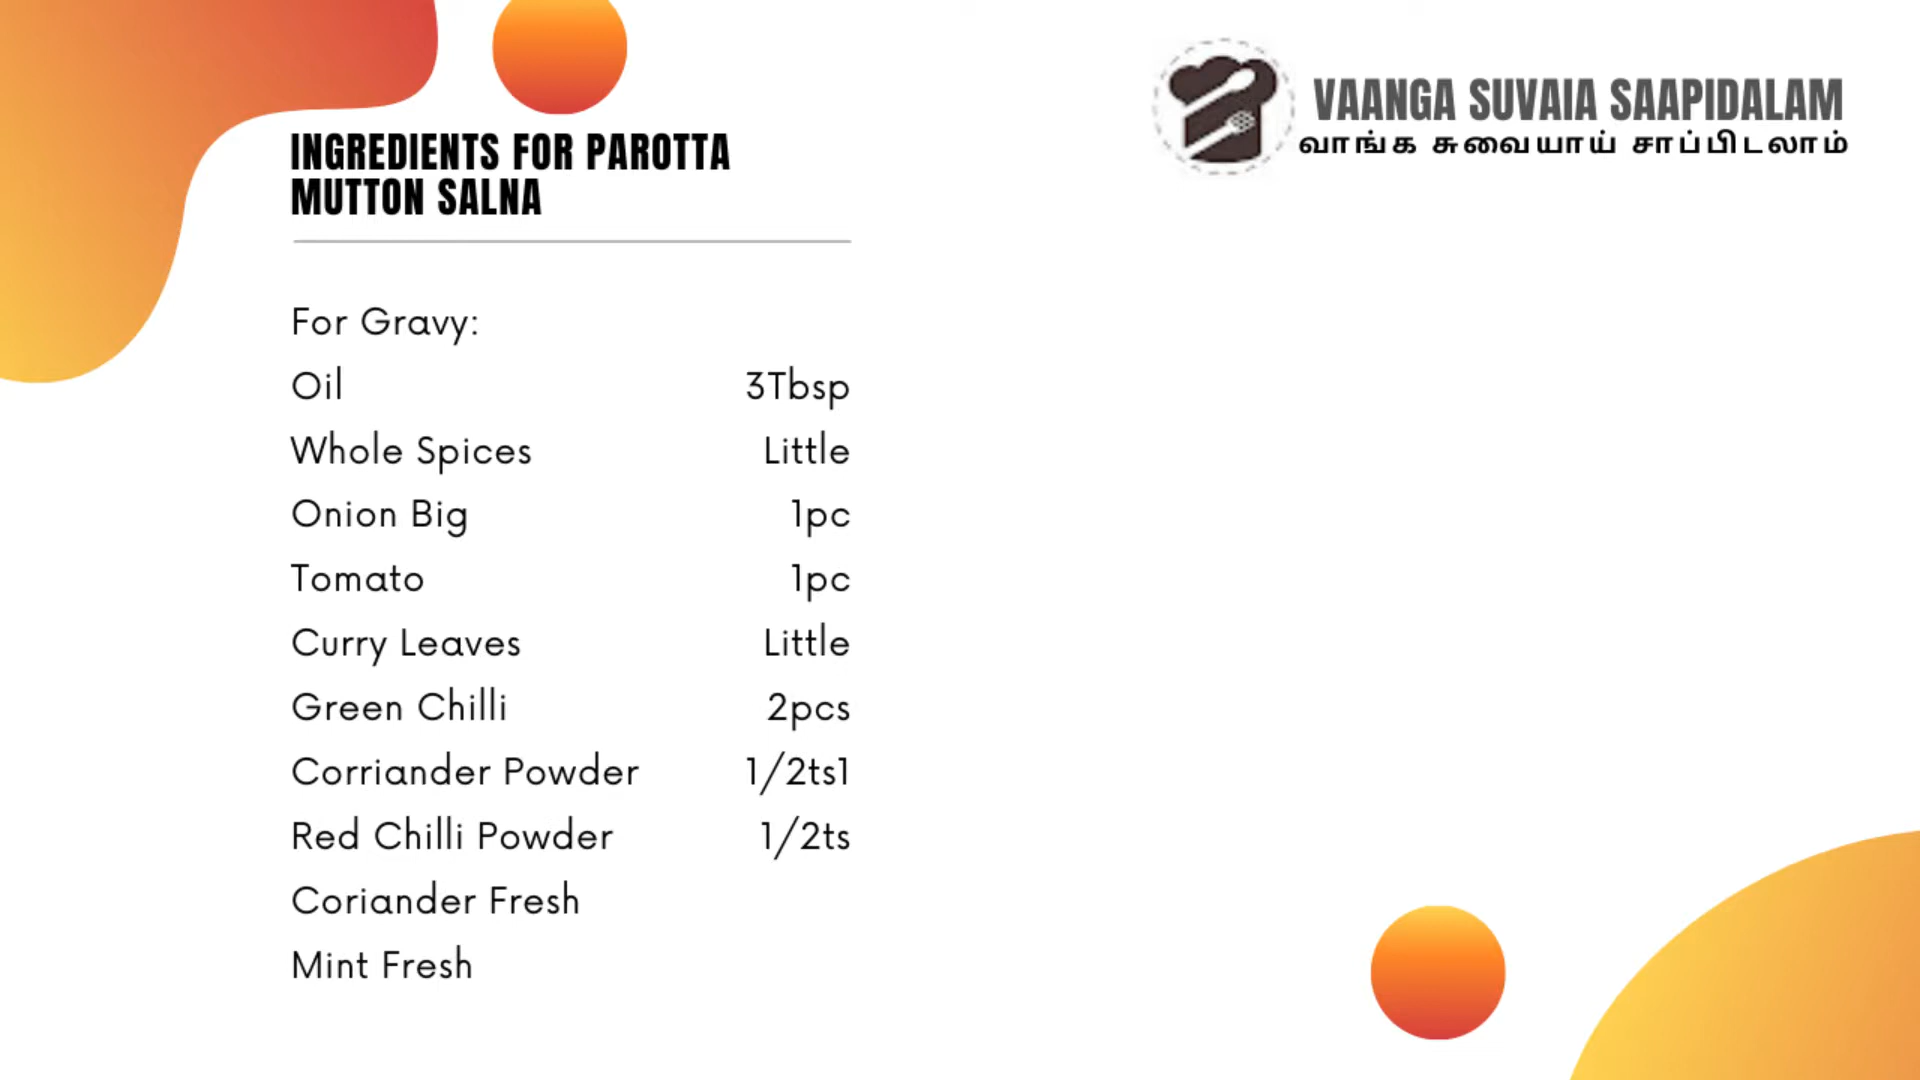 VAANGA SUVAIA SAAPIDALAM
வாங்க சுவையாய் சாப்பிடலாம்
INGREDIENTS FOR PAROTTA
MUTTON SALNA
For Gravy:
Oil 3Tbsp
Whole Spices Little
Onion Big 1pc
Tomato 1pc
Curry Leaves Little
Green Chilli 2pcs
Corriander Powder 1/2ts1
Red Chilli Powder 1/2ts
Coriander Fresh
Mint Fresh